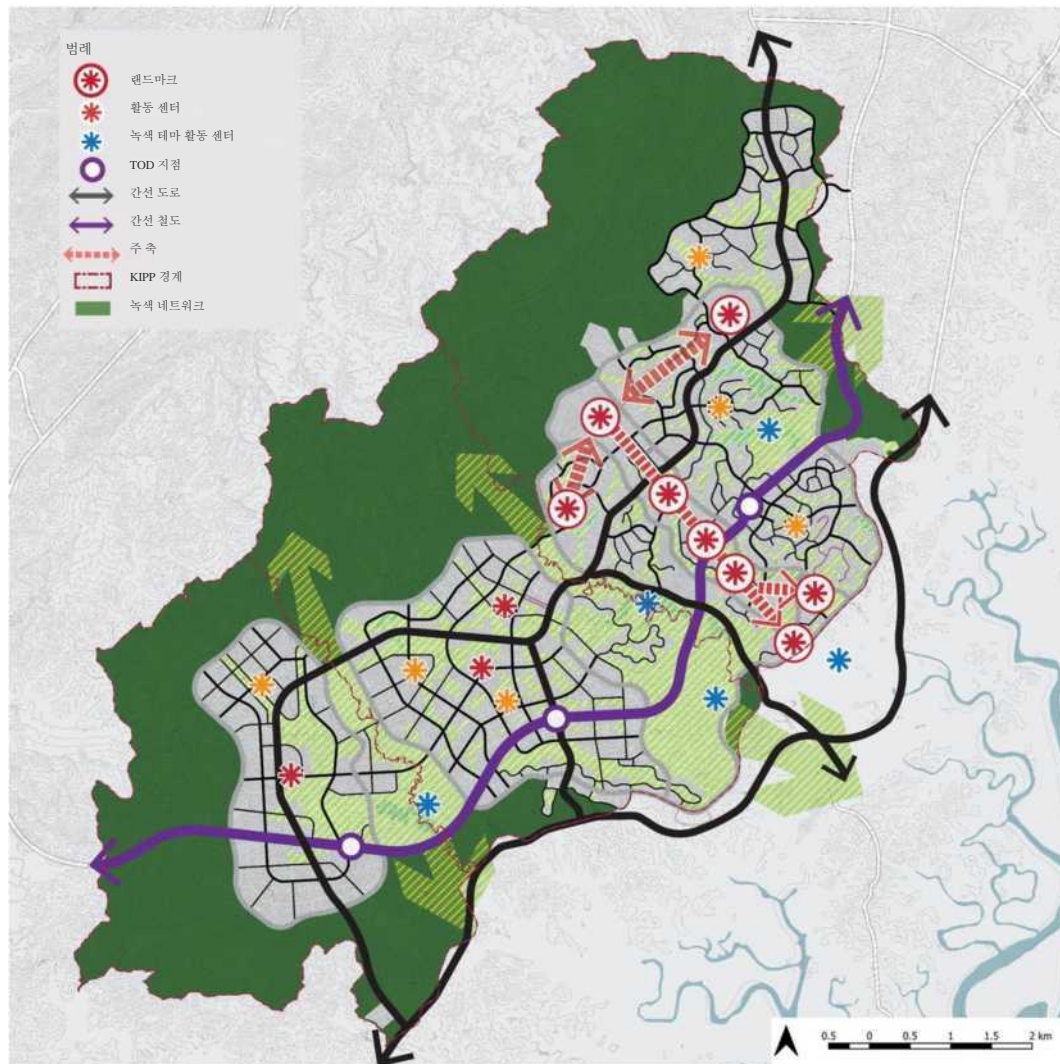 범례
랜드마크
활동 센터
녹색 테마 활동 센터
TOD 지점
간선 도로
간선 철도
주 축
KIPP 경계
녹색 네트워크
0.5 0 0.5 1 1.5 2 km